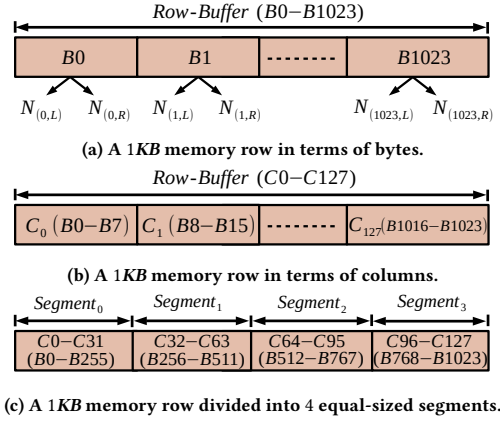 Row-Buffer (B0−B1023)
B0 B1 -------- B1023
N(0,L) N(0,R) N(1,L) N(1,R) N(1023,L) N(1023,R)
(a) A 1KB memory row in terms of bytes.
Row-Buffer (C0−C127)
C0 (B0−B7) C1 (B8−B15) -------- C127(B1016−B1023)
(b) A 1KB memory row in terms of columns.
Segment0 Segment1 Segment2 Segment3
C0−C31 C32−C63 C64−C95 C96−C127
(B0−B255) (B256−B511) (B512−B767) (B768−B1023)
(c) A 1KB memory row divided into 4 equal-sized segments.